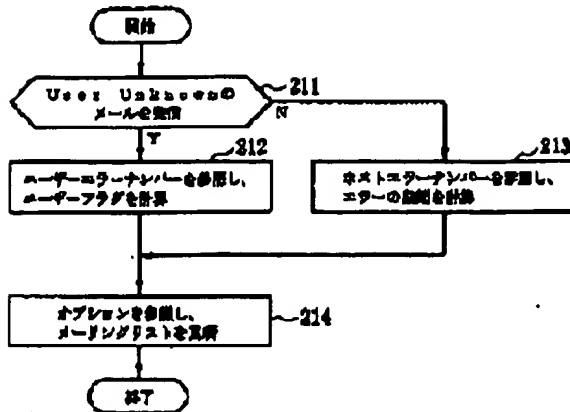 開始
User Unknownの
メールを受信
211
N
Y
212
213
ユーザーエラーナンバーを参照し、
ユーザーフラグを計算
ホストエラーナンバーを参照し、
エラーの期間を計算
オプションを参照し、
メーリングリストを更新
214
終了